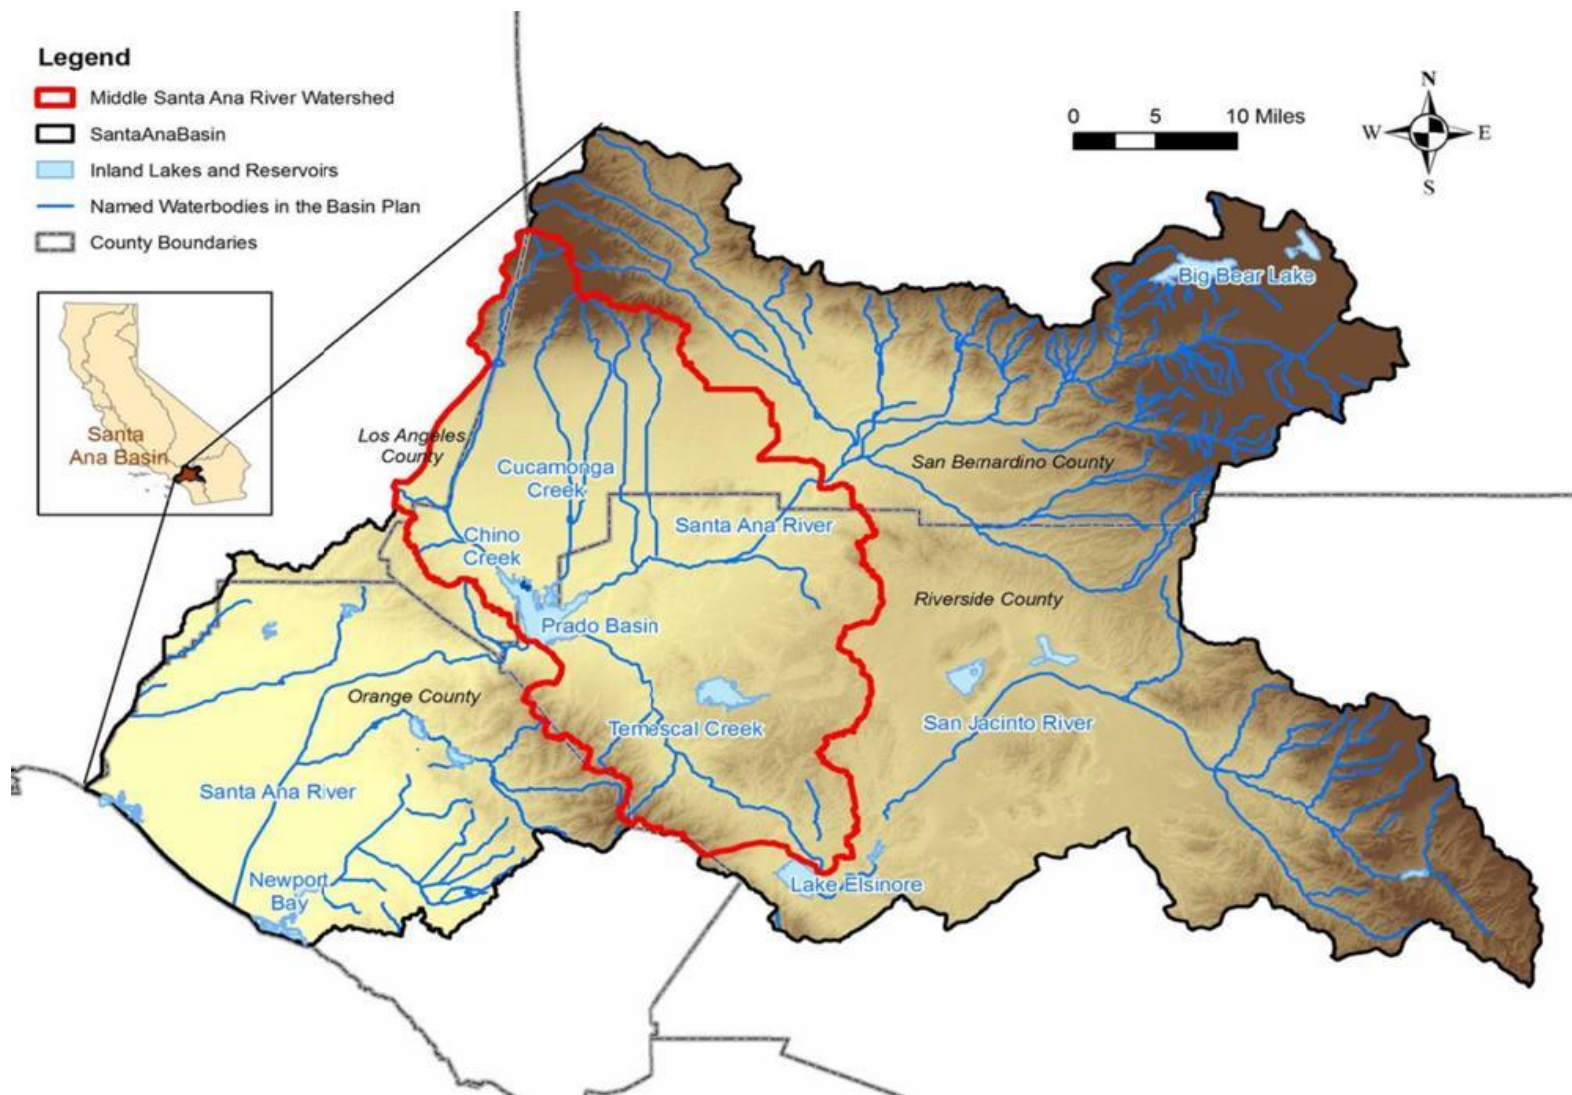 Legend
Middle Santa Ana River Watershed
SantaAnaBasin
Inland Lakes and Reservoirs
Named Waterbodies in the Basin Plan
County Boundaries
0 5 10 Miles
N
W E
S
Santa
Ana Basin
Big Bear Lake
Los Angeles
County
San Bernardino County
Cucamonga
Creek
Santa Ana River
Chino
Creek
Riverside County
Prado Basin
Orange County
Temescal Creek
San Jacinto River
Santa Ana River
Newport
Bay
Lake Elsinore